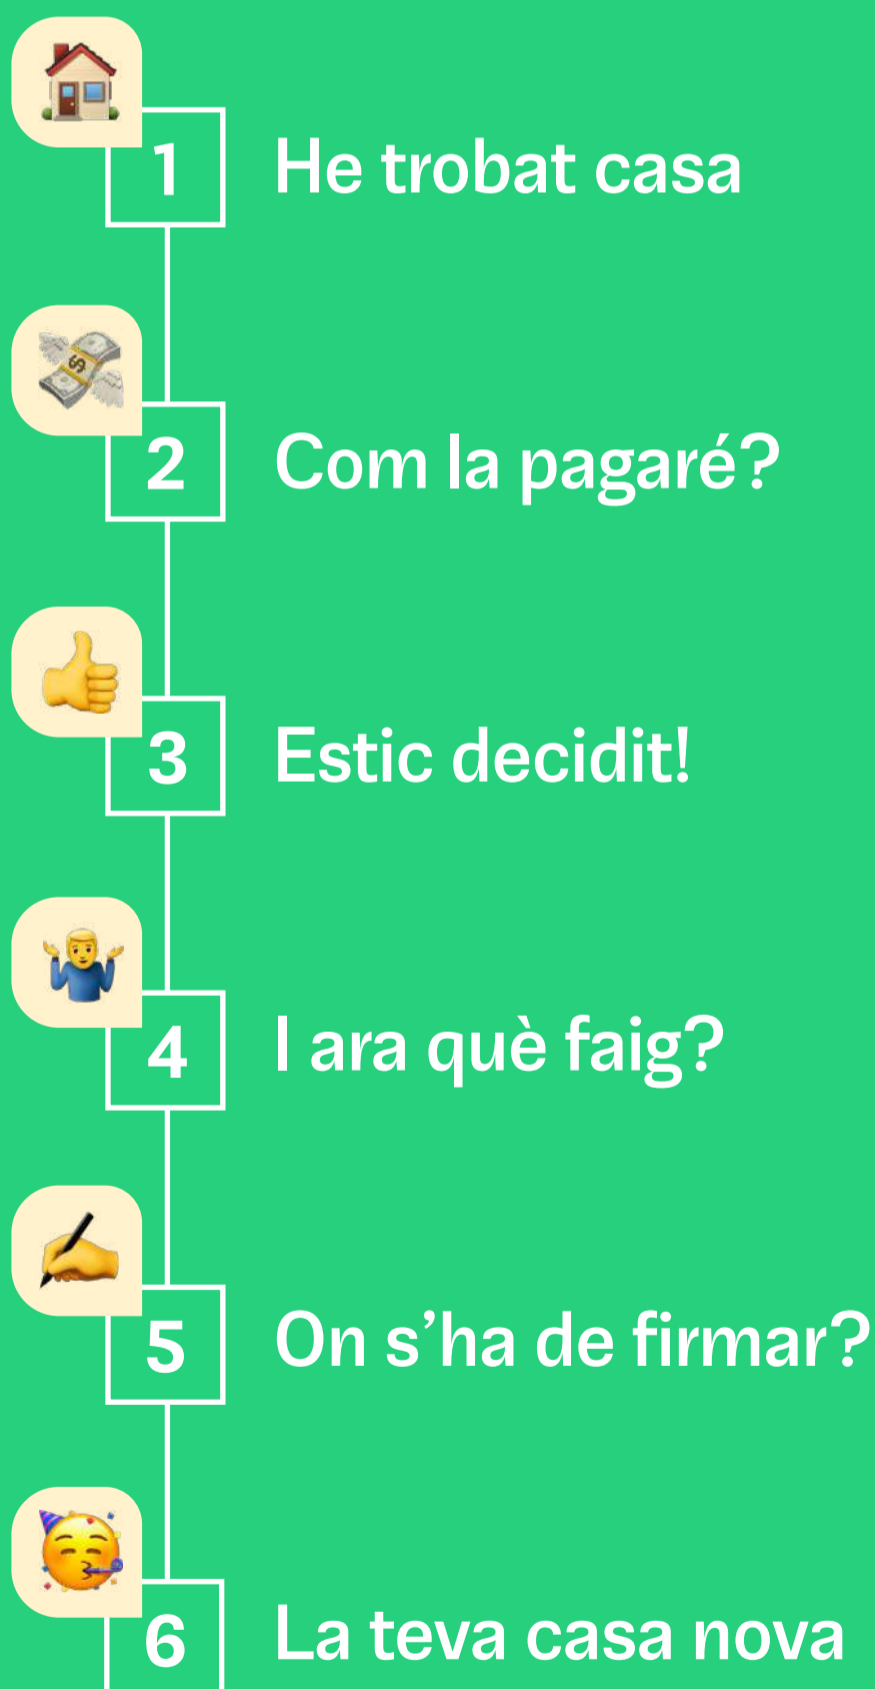 1 He trobat casa
2 Com la pagaré?
3 Estic decidit!
4 I ara què faig?
5 On s’ha de firmar?
6 La teva casa nova